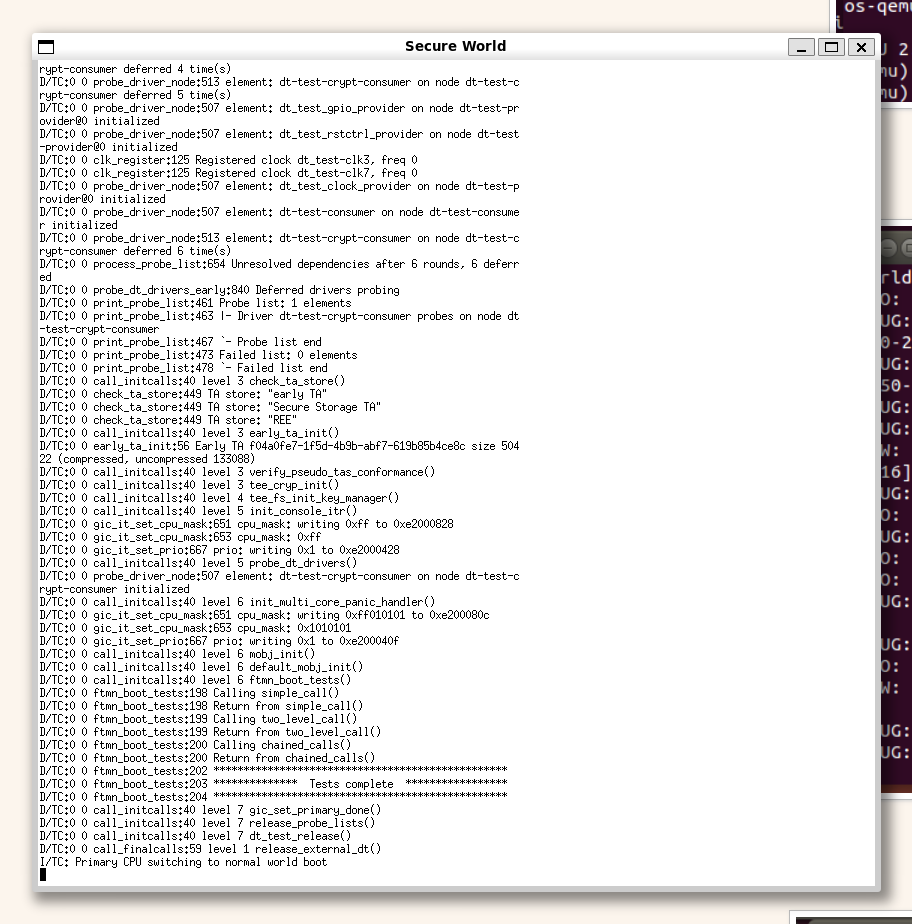 os-qemu
i
Secure World
U 2
mu)
mu)
rypt-consumer deferred 4 time(s)
D/TC:0 0 probe_driver_node:513 element: dt-test-crypt-consumer on node dt-test-c
rypt-consumer deferred 5 time(s)
D/TC:0 0 probe_driver_node:507 element: dt_test_gpio_provider on node dt-test-pr
ovider@0 initialized
D/TC:0 0 probe_driver_node:507 element: dt_test_rstctrl_provider on node dt-test
-provider@0 initialized
D/TC:0 0 clk_register:125 Registered clock dt_test-clk3, freq 0
D/TC:0 0 clk_register:125 Registered clock dt_test-clk7, freq 0
D/TC:0 0 probe_driver_node:507 element: dt_test_clock_provider on node dt-test-p
rovider@0 initialized
D/TC:0 0 probe_driver_node:507 element: dt-test-consumer on node dt-test-consume
r initialized
D/TC:0 0 probe_driver_node:513 element: dt-test-crypt-consumer on node dt-test-c
rypt-consumer deferred 6 time(s)
D/TC:0 0 process_probe_list:654 Unresolved dependencies after 6 rounds, 6 deferr
ed
D/TC:0 0 probe_dt_drivers_early:840 Deferred drivers probing
D/TC:0 0 print_probe_list:461 Probe list: 1 elements
D/TC:0 0 print_probe_list:463 |- Driver dt-test-crypt-consumer probes on node dt
-test-crypt-consumer
D/TC:0 0 print_probe_list:467 `- Probe list end
D/TC:0 0 print_probe_list:473 Failed list: 0 elements
D/TC:0 0 print_probe_list:478 `- Failed list end
D/TC:0 0 call_initcalls:40 level 3 check_ta_store()
D/TC:0 0 check_ta_store:449 TA store: "early TA"
D/TC:0 0 check_ta_store:449 TA store: "Secure Storage TA"
D/TC:0 0 check_ta_store:449 TA store: "REE"
D/TC:0 0 call_initcalls:40 level 3 early_ta_init()
D/TC:0 0 early_ta_init:56 Early TA f04a0fe7-1f5d-4b9b-abf7-619b85b4ce8c size 504
22 (compressed, uncompressed 133088)
D/TC:0 0 call_initcalls:40 level 3 verify_pseudo_tas_conformance()
D/TC:0 0 call_initcalls:40 level 3 tee_cryp_init()
D/TC:0 0 call_initcalls:40 level 4 tee_fs_init_key_manager()
D/TC:0 0 call_initcalls:40 level 5 init_console_itr()
D/TC:0 0 gic_it_set_cpu_mask:651 cpu_mask: writing 0xff to 0xe2000828
D/TC:0 0 gic_it_set_cpu_mask:653 cpu_mask: 0xff
D/TC:0 0 gic_it_set_prio:667 prio: writing 0x1 to 0xe2000428
D/TC:0 0 call_initcalls:40 level 5 probe_dt_drivers()
D/TC:0 0 probe_driver_node:507 element: dt-test-crypt-consumer on node dt-test-c
rypt-consumer initialized
D/TC:0 0 call_initcalls:40 level 6 init_multi_core_panic_handler()
D/TC:0 0 gic_it_set_cpu_mask:651 cpu_mask: writing 0xff010101 to 0xe200080c
D/TC:0 0 gic_it_set_cpu_mask:653 cpu_mask: 0x1010101
D/TC:0 0 gic_it_set_prio:667 prio: writing 0x1 to 0xe200040f
D/TC:0 0 call_initcalls:40 level 6 mobj_init()
D/TC:0 0 call_initcalls:40 level 6 default_mobj_init()
D/TC:0 0 call_initcalls:40 level 6 ftmn_boot_tests()
D/TC:0 0 ftmn_boot_tests:198 Calling simple_call()
D/TC:0 0 ftmn_boot_tests:198 Return from simple_call()
D/TC:0 0 ftmn_boot_tests:199 Calling two_level_call()
D/TC:0 0 ftmn_boot_tests:199 Return from two_level_call()
D/TC:0 0 ftmn_boot_tests:200 Calling chained_calls()
D/TC:0 0 ftmn_boot_tests:200 Return from chained_calls()
D/TC:0 0 ftmn_boot_tests:202 *************************************************
D/TC:0 0 ftmn_boot_tests:203 **************  Tests complete  *****************
D/TC:0 0 ftmn_boot_tests:204 *************************************************
D/TC:0 0 call_initcalls:40 level 7 gic_set_primary_done()
D/TC:0 0 call_initcalls:40 level 7 release_probe_lists()
D/TC:0 0 call_initcalls:40 level 7 dt_test_release()
D/TC:0 0 call_finalcalls:59 level 1 release_external_dt()
I/TC: Primary CPU switching to normal world boot
rld
O:
UG:
0-2
UG:
50-
UG:
UG:
W:
16]
UG:
O:
UG:
O:
O:
UG:
UG:
O:
W:
UG:
UG: